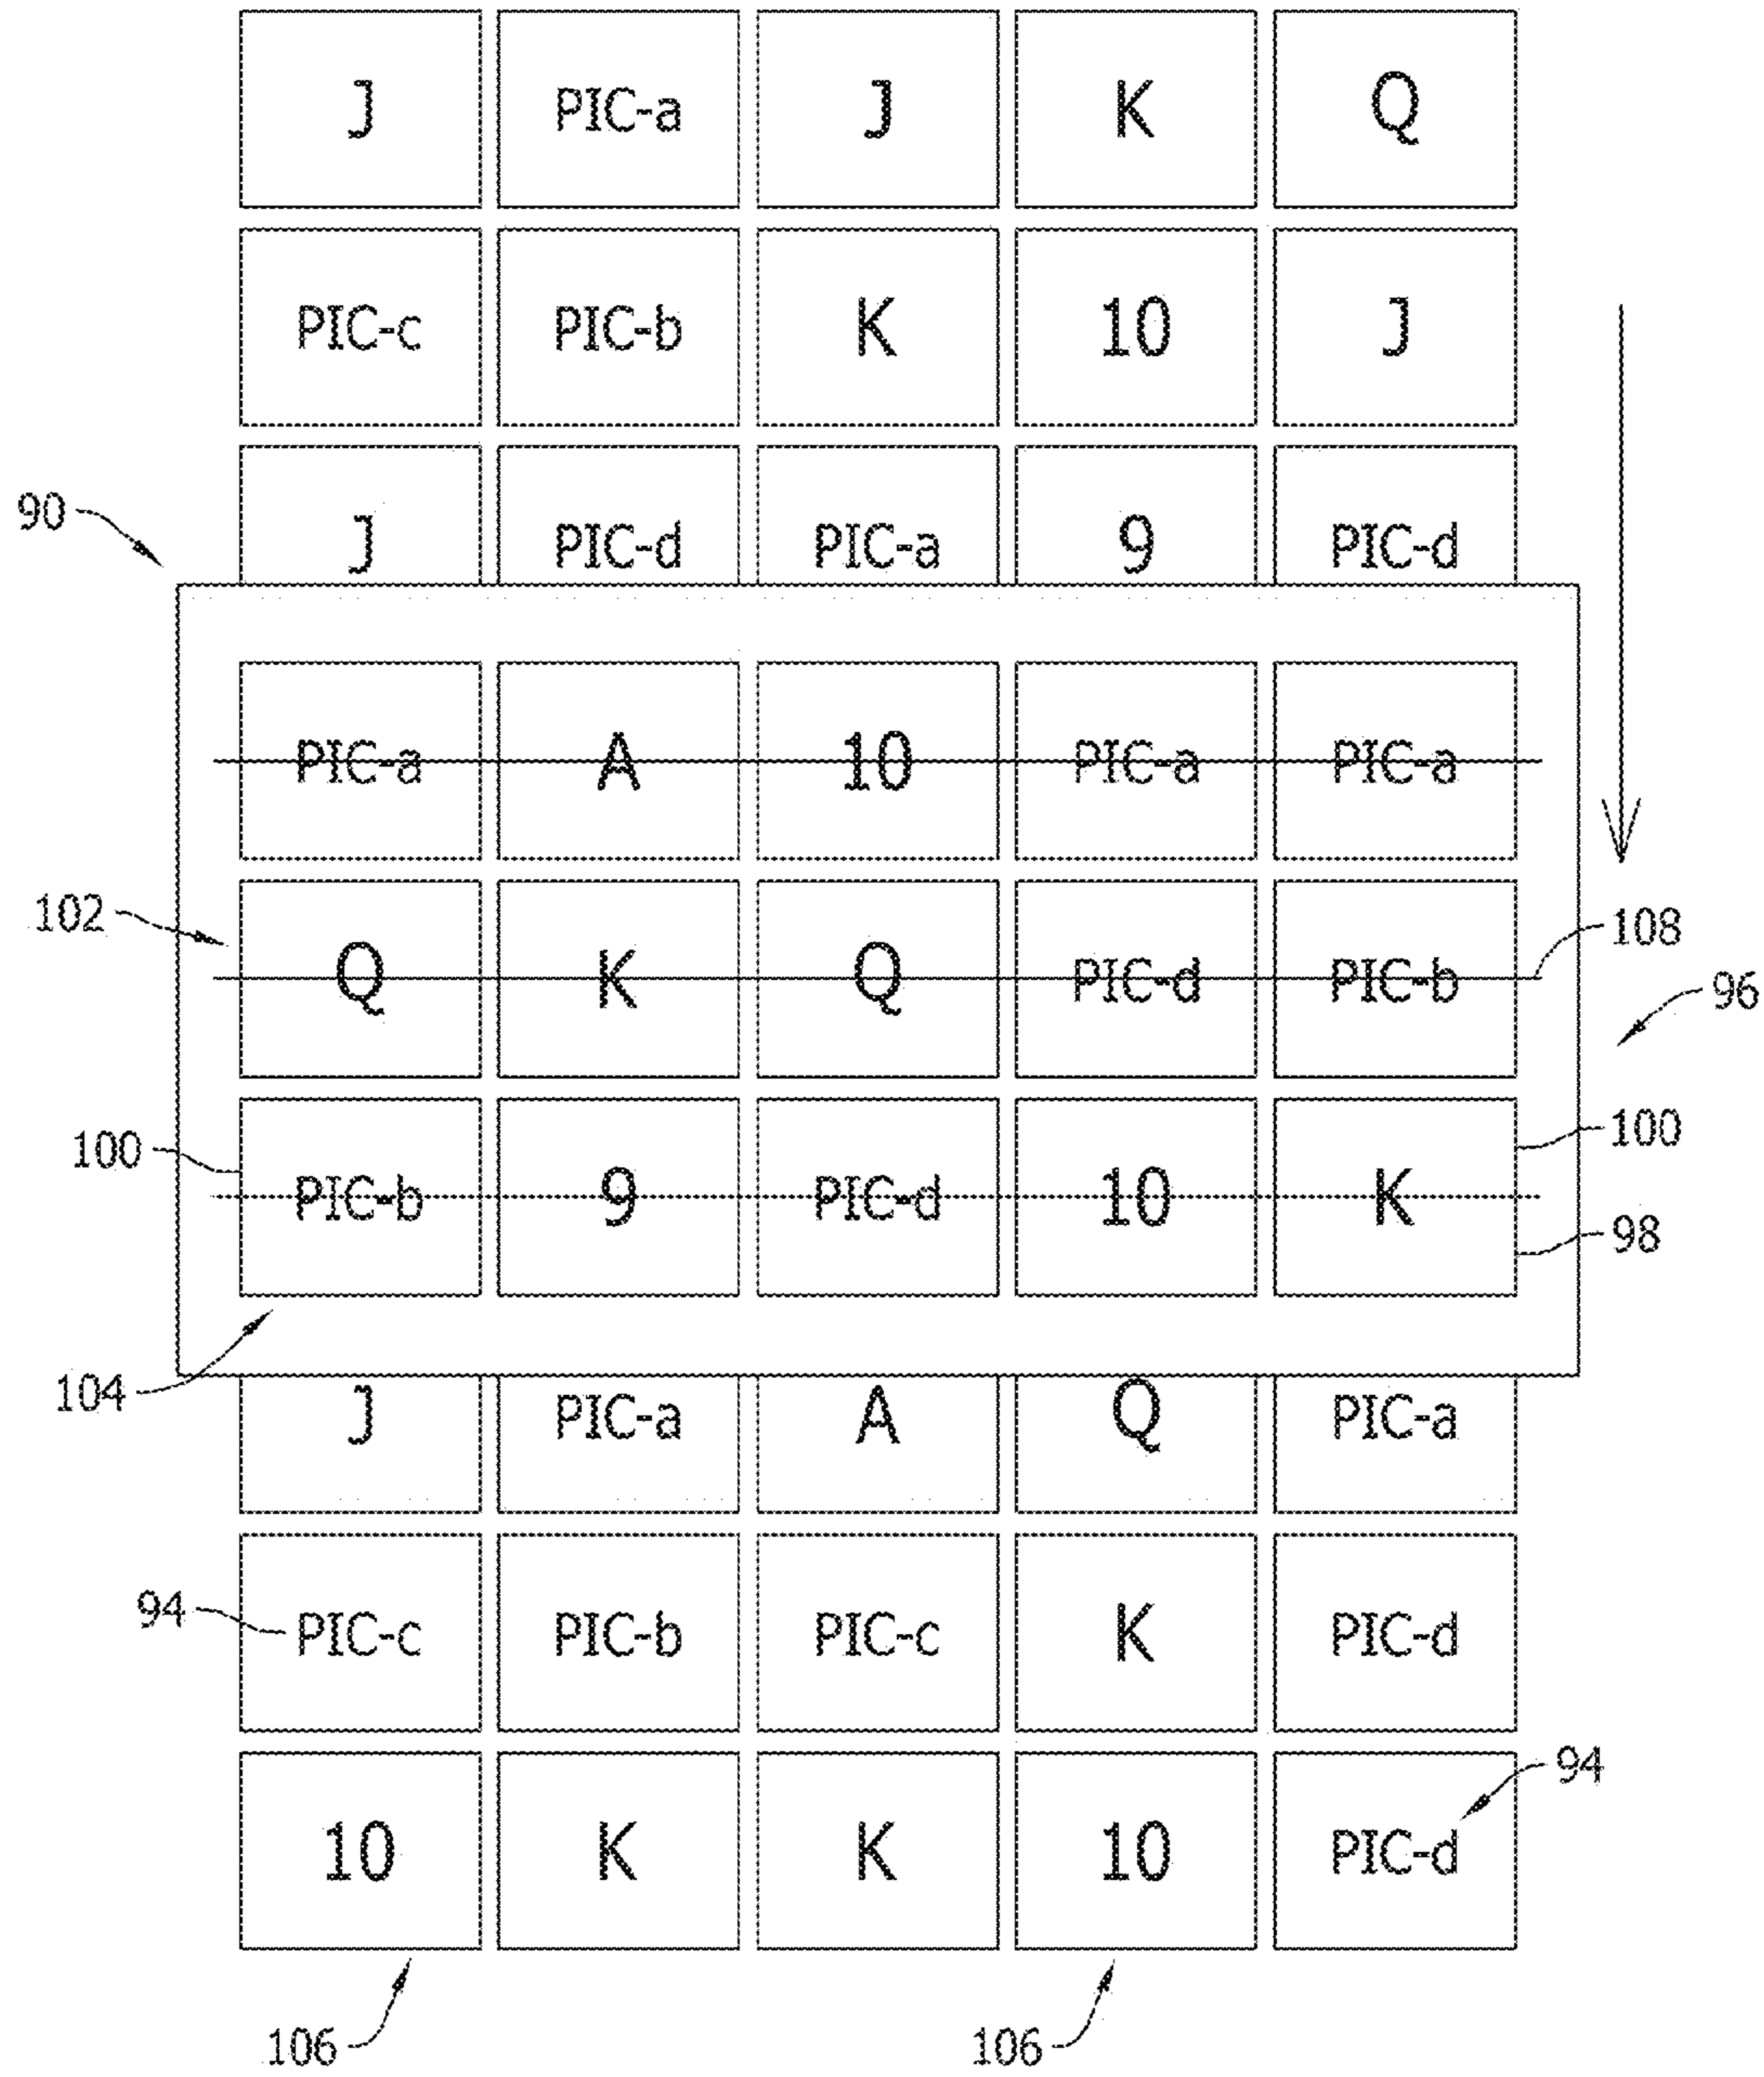 J PIC-a J K Q
PIC-c PIC-b K 10 J
90 J PIC-d PIC-a 9 PIC-d
PIC-a A 10 PIC-a PIC-a
102 Q K Q PIC-d PIC-b 108
96
100 PIC-b 9 PIC-d 10 K 100
98
104 J PIC-a A Q PIC-a
94 PIC-c PIC-b PIC-c K PIC-d
94
10 K K 10 PIC-d
106 106